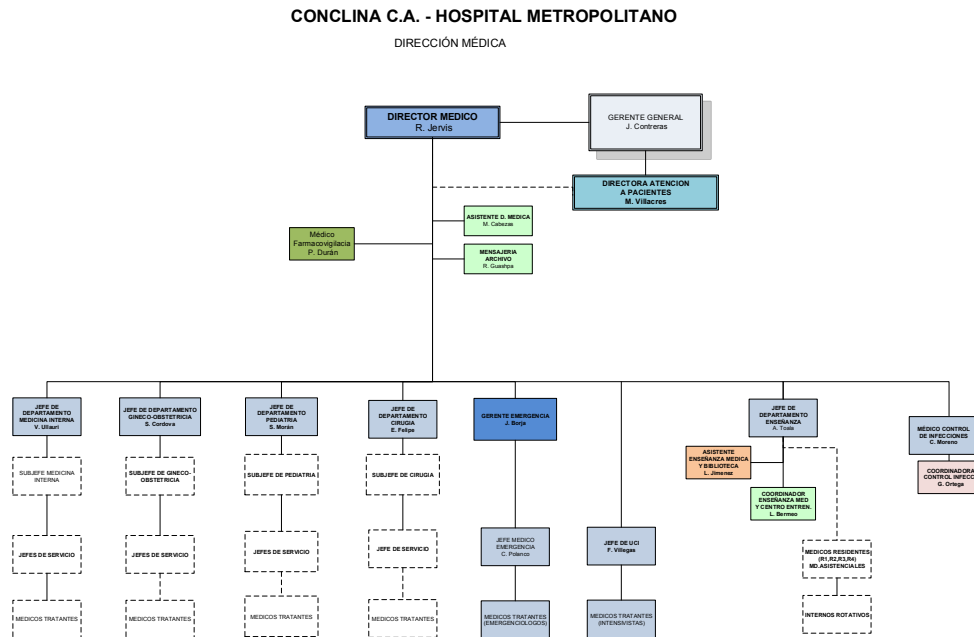 CONCLINA C.A. - HOSPITAL METROPOLITANO
DIRECCIÓN MÉDICA
DIRECTOR MEDICO
R. Jervis
GERENTE GENERAL
J. Contreras
DIRECTORA ATENCION
A PACIENTES
M. Villacres
ASISTENTE D. MEDICA
M. Cabezas
Médico
Farmacovigilacia
P. Durán
MENSAJERIA
ARCHIVO
R. Guashpa
JEFE DE
DEPARTAMENTO
MEDICINA INTERNA
V. Ullauri
JEFE DE DEPARTAMENTO
GINECO-OBSTETRICIA
S. Cordova
JEFE DE
DEPARTAMENTO
PEDIATRIA
S. Morán
JEFE DE
DEPARTAMENTO
CIRUGIA
E. Felipe
GERENTE EMERGENCIA
J. Borja
JEFE DE
DEPARTAMENTO
ENSEÑANZA
A. Toala
MÉDICO CONTROL
DE INFECCIONES
C. Moreno
SUBJEFE MEDICINA
INTERNA
SUBJEFE DE GINECO-
OBSTETRICIA
SUBJEFE DE PEDIATRIA
SUBJEFE DE CIRUGIA
ASISTENTE
ENSEÑANZA MEDICA
Y BIBLIOTECA
L. Jimenez
COORDINADORA
CONTROL INFECC
G. Ortega
COORDINADOR
ENSEÑANZA MED
Y CENTRO ENTREN.
L. Bermeo
JEFES DE SERVICIO
JEFES DE SERVICIO
JEFES DE SERVICIO
JEFE DE SERVICIO
JEFE MEDICO
EMERGENCIA
C. Polanco
JEFE DE UCI
F. Villegas
MEDICOS RESIDENTES
(R1,R2,R3,R4)
MD.ASISTENCIALES
MEDICOS TRATANTES
MEDICOS TRATANTES
MEDICOS TRATANTES
MEDICOS TRATANTES
MEDICOS TRATANTES
(EMERGENCIOLOGOS)
MEDICOS TRATANTES
(INTENSIVISTAS)
INTERNOS ROTATIVOS